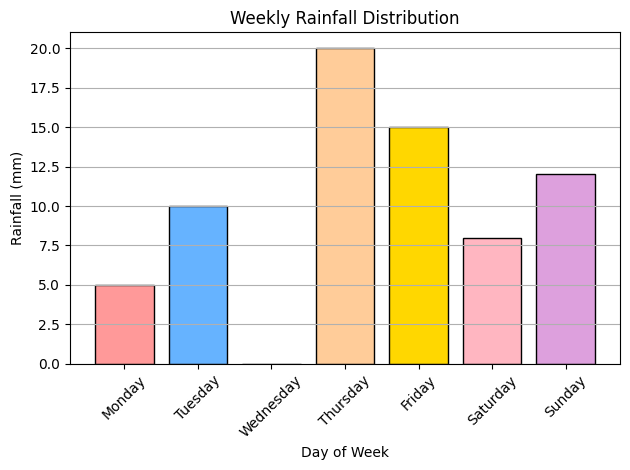 Weekly Rainfall Distribution
Rainfall (mm)
20.0
17.5
15.0
12.5
10.0
7.5
5.0
2.5
0.0
Monday
Tuesday
Wednesday
Thursday
Friday
Saturday
Sunday
Day of Week